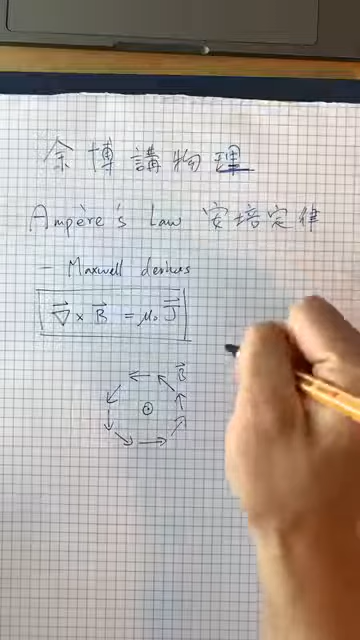 余博講物理
Ampère's Law 安培定律
- Maxwell derives
∇⃗ × B⃗ = μ₀ J⃗
B⃗